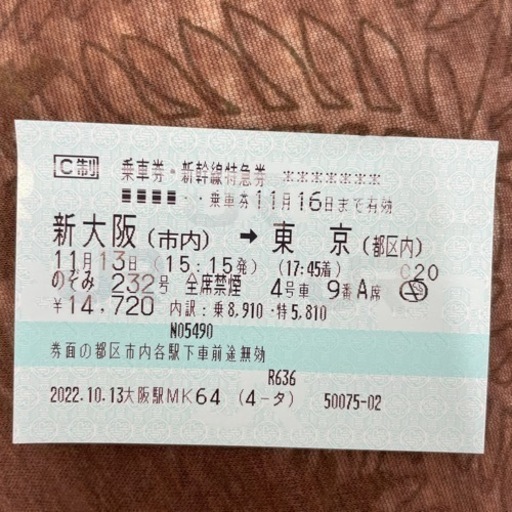 C制 乗車券・新幹線特急券 ※※※※※※※
■■■■・・乗車券11月16日まで有効
新大阪(市内) → 東 京(都区内)
11月13日 (15:15発) (17:45着) C20
のぞみ 232号 全席禁煙 4号車 9番A席
¥14,720 内訳:乗8,910・特5,810
N05490
券面の都区市内各駅下車前途無効
R636
2022.10.13大阪駅MK64 (4-タ) 50075-02